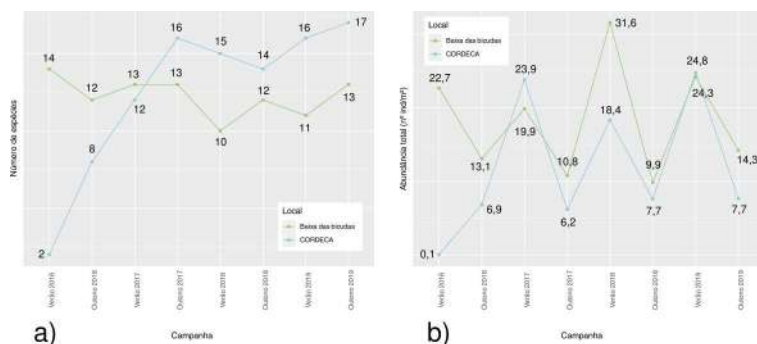 Número de espécies
14
12
13
13
10
12
11
13
2
8
12
16
15
14
16
17
Local
Baixa das bicudas
CORDECA
Verão 2016
Outono 2016
Verão 2017
Outono 2017
Verão 2018
Outono 2018
Verão 2019
Outono 2019
Campanha
a)
Abundância total (nº ind/m²)
Local
Baixa das bicudas
CORDECA
22,7
13,1
19,9
10,8
31,6
9,9
24,8
14,3
0,1
6,9
23,9
6,2
18,4
7,7
24,3
7,7
Verão 2016
Outono 2016
Verão 2017
Outono 2017
Verão 2018
Outono 2018
Verão 2019
Outono 2019
Campanha
b)